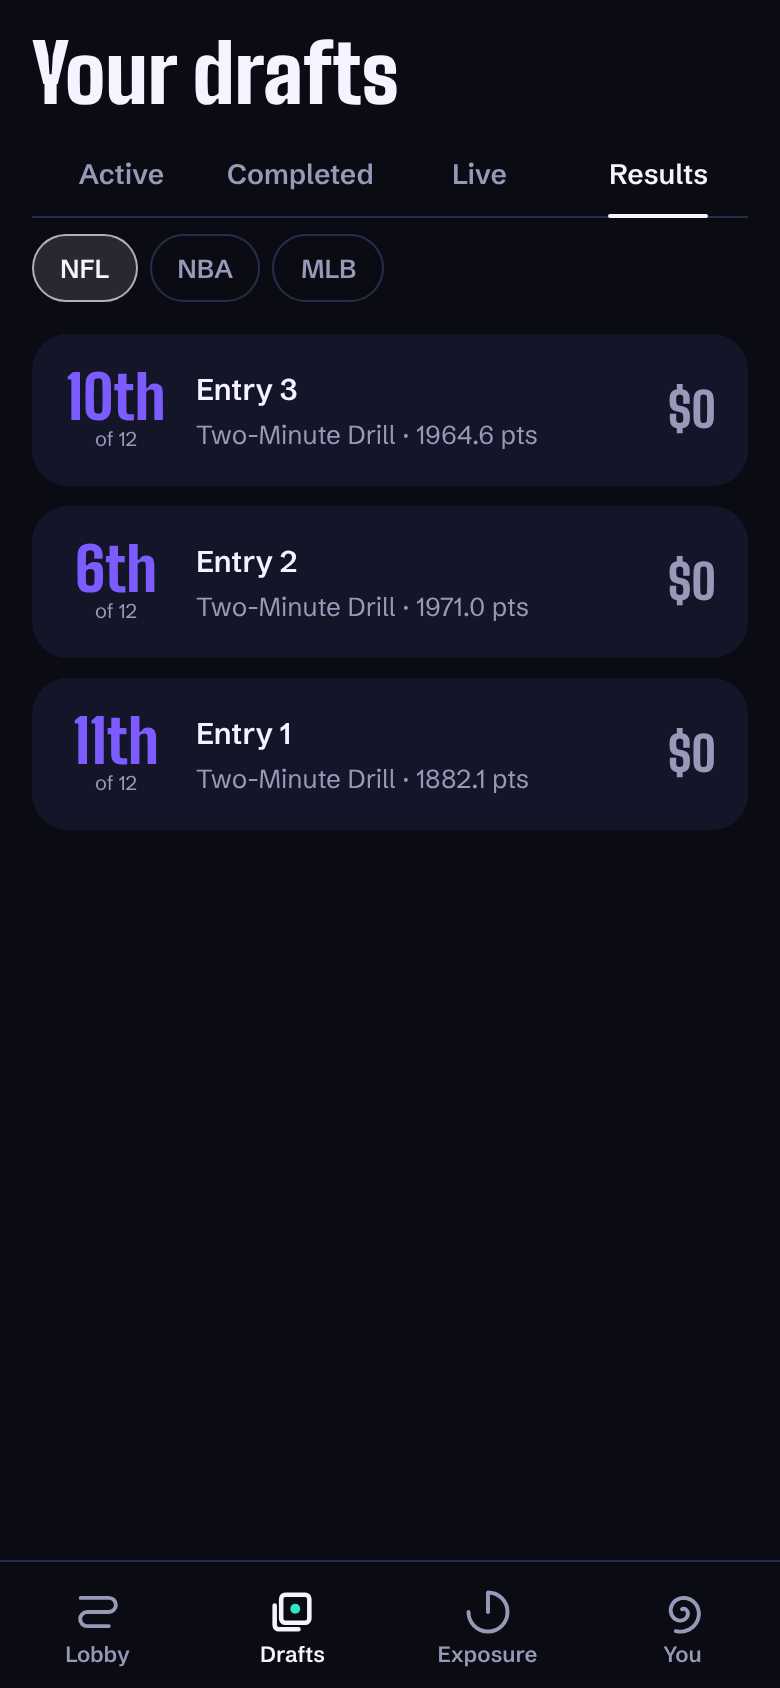 Your drafts
Active Completed Live Results
NFL NBA MLB
10th
of 12
Entry 3
Two-Minute Drill · 1964.6 pts
$0
6th
of 12
Entry 2
Two-Minute Drill · 1971.0 pts
$0
11th
of 12
Entry 1
Two-Minute Drill · 1882.1 pts
$0
Lobby Drafts Exposure You